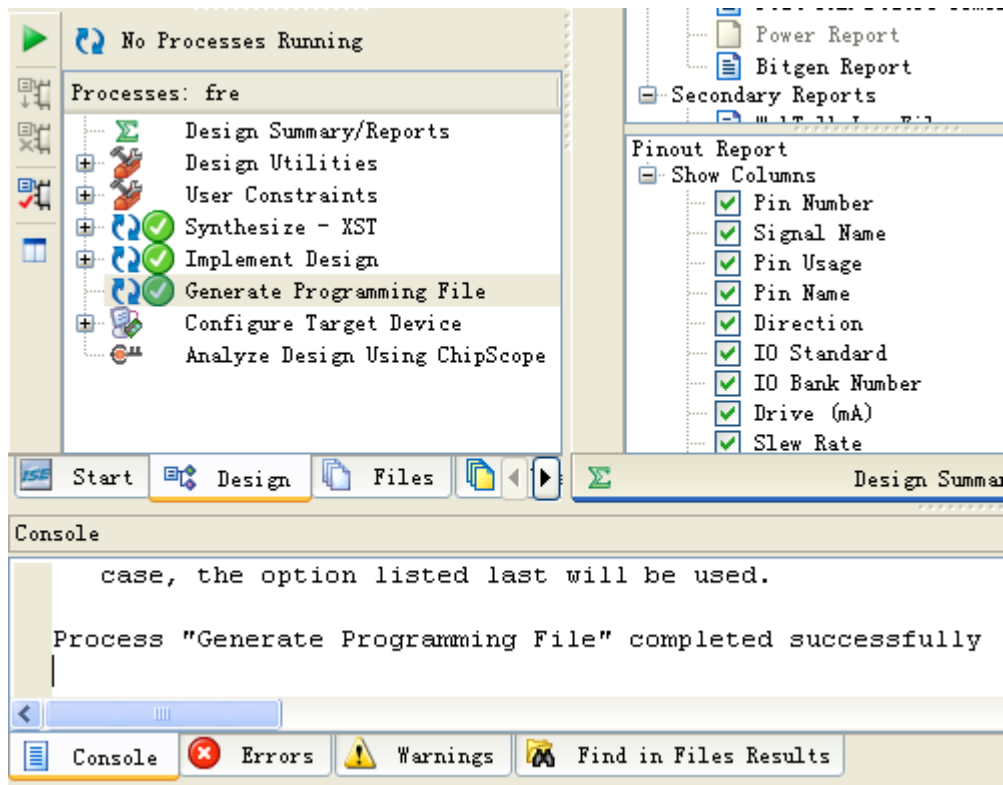 No Processes Running
Processes: fre
Design Summary/Reports
Design Utilities
User Constraints
Synthesize - XST
Implement Design
Generate Programming File
Configure Target Device
Analyze Design Using ChipScope
Power Report
Bitgen Report
Secondary Reports
Pinout Report
Show Columns
Pin Number
Signal Name
Pin Usage
Pin Name
Direction
IO Standard
IO Bank Number
Drive (mA)
Slew Rate
ISE Start Design Files
Design Summar
Console
case, the option listed last will be used.
Process "Generate Programming File" completed successfully
Console Errors Warnings Find in Files Results